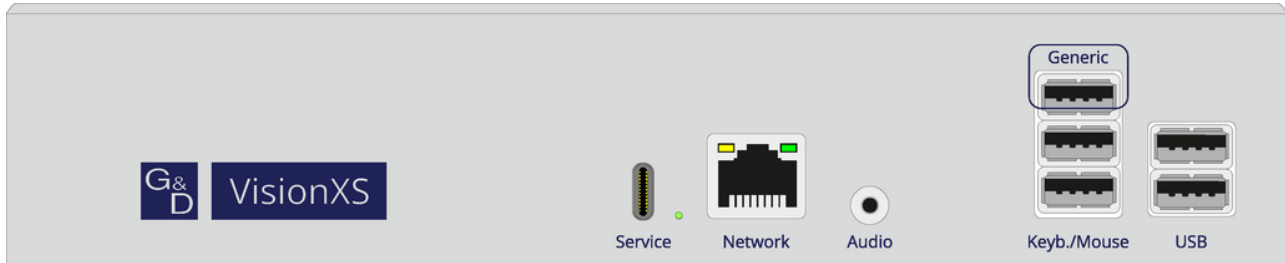 Generic
G&D
VisionXS
Service
Network
Audio
Keyb./Mouse
USB